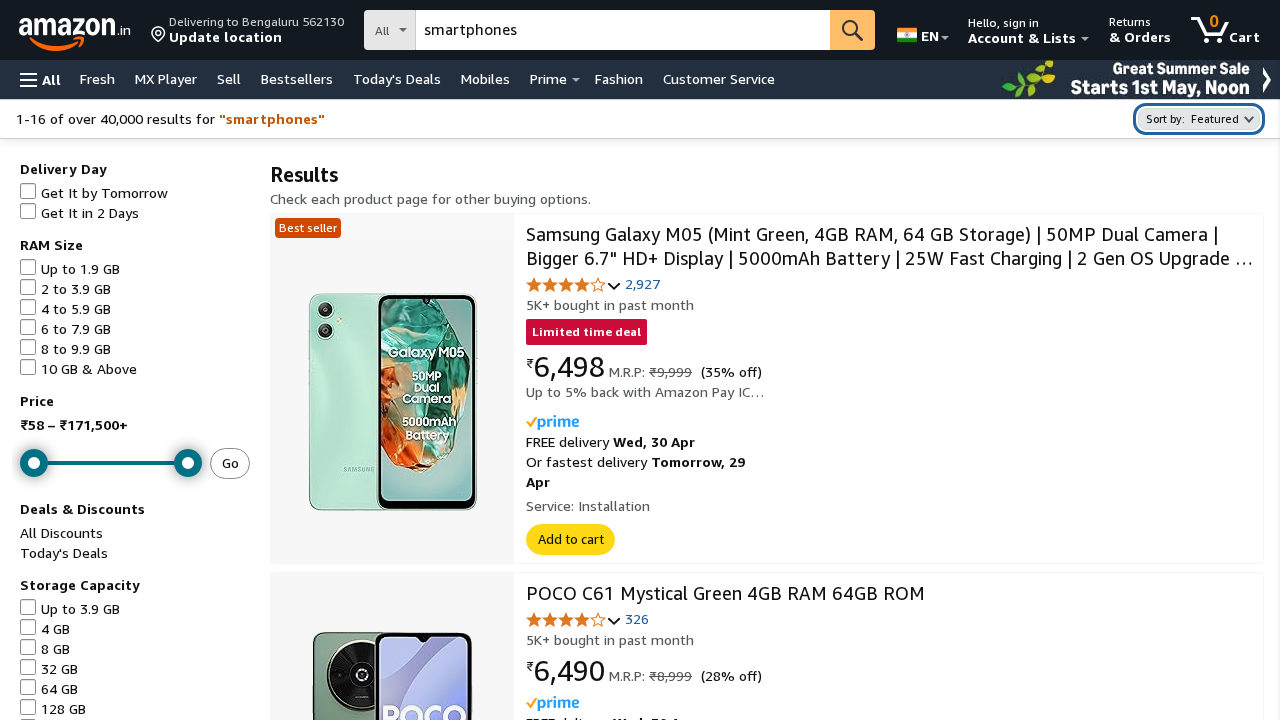 amazon.in
Delivering to Bengaluru 562130
Update location
All
smartphones
EN
Hello, sign in
Account & Lists
Returns
& Orders
0
Cart
All
Fresh
MX Player
Sell
Bestsellers
Today's Deals
Mobiles
Prime
Fashion
Customer Service
Great Summer Sale
Starts 1st May, Noon
1-16 of over 40,000 results for "smartphones"
Sort by: Featured
Delivery Day
Get It by Tomorrow
Get It in 2 Days
RAM Size
Up to 1.9 GB
2 to 3.9 GB
4 to 5.9 GB
6 to 7.9 GB
8 to 9.9 GB
10 GB & Above
Price
₹58 – ₹171,500+
Go
Deals & Discounts
All Discounts
Today's Deals
Storage Capacity
Up to 3.9 GB
4 GB
8 GB
32 GB
64 GB
128 GB
Results
Check each product page for other buying options.
Best seller
Galaxy M05
50MP
Dual
Camera
5000mAh
Battery
SAMSUNG
Samsung Galaxy M05 (Mint Green, 4GB RAM, 64 GB Storage) | 50MP Dual Camera |
Bigger 6.7" HD+ Display | 5000mAh Battery | 25W Fast Charging | 2 Gen OS Upgrade …
2,927
5K+ bought in past month
Limited time deal
₹6,498 M.R.P: ₹9,999 (35% off)
Up to 5% back with Amazon Pay IC…
prime
FREE delivery Wed, 30 Apr
Or fastest delivery Tomorrow, 29
Apr
Service: Installation
Add to cart
POCO
POCO C61 Mystical Green 4GB RAM 64GB ROM
326
5K+ bought in past month
₹6,490 M.R.P: ₹8,999 (28% off)
prime
FREE delivery Wed, 30 Apr